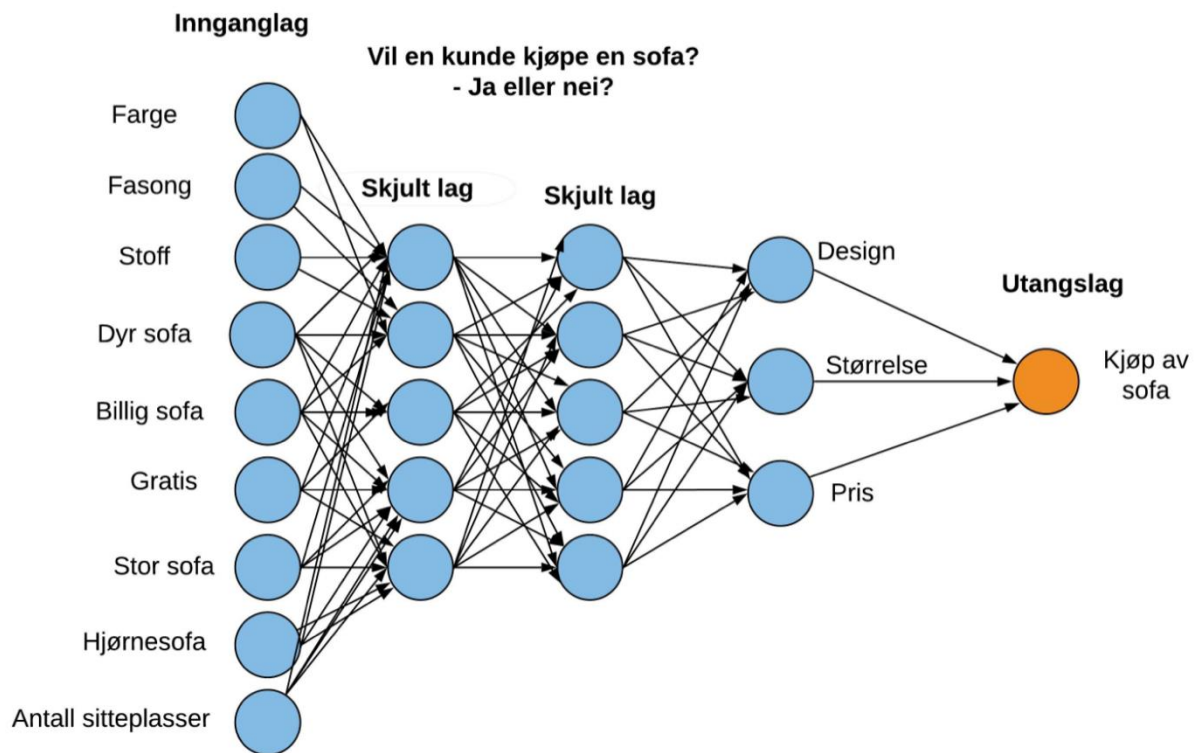 Innganglag
Vil en kunde kjøpe en sofa?
- Ja eller nei?
Farge
Fasong
Stoff
Dyr sofa
Billig sofa
Gratis
Stor sofa
Hjørnesofa
Antall sitteplasser
Skjult lag
Skjult lag
Design
Størrelse
Pris
Utangslag
Kjøp av
sofa